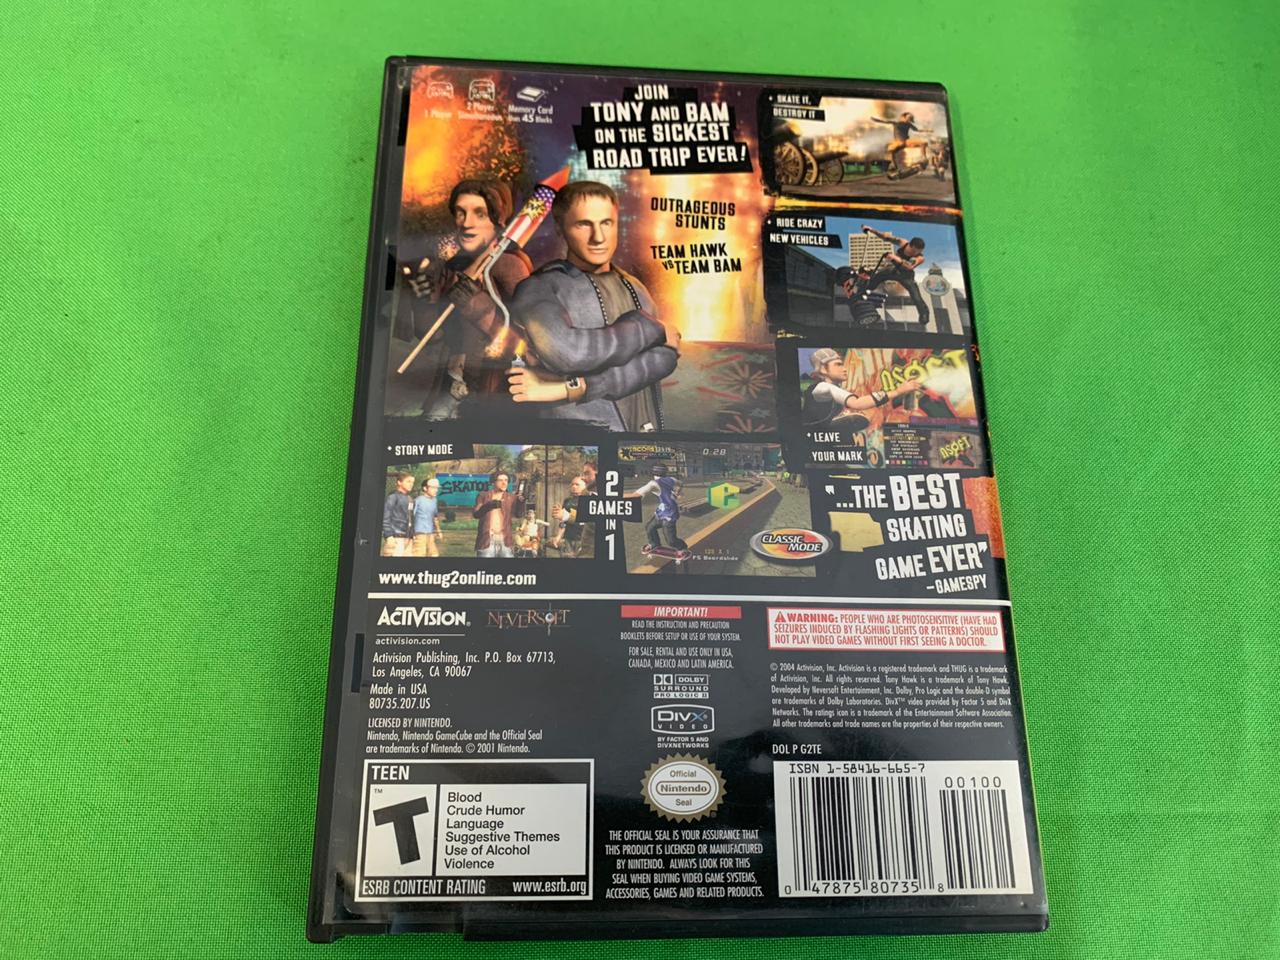 1 Player
2 Player
Simultaneous
Memory Card
Uses 45 Blocks
JOIN
TONY AND BAM
ON THE SICKEST
ROAD TRIP EVER!
OUTRAGEOUS
STUNTS
TEAM HAWK
VS TEAM BAM
SKATE IT,
DESTROY IT
RIDE CRAZY
NEW VEHICLES
LEAVE
YOUR MARK
NSOFT
NSOFT
STORY MODE
SKATOPIA
2
GAMES
IN
1
0:28
FS Boardslide
CLASSIC
MODE
"...THE BEST
SKATING
GAME EVER"
-GAMESPY
www.thug2online.com
ACTIVISION.
activision.com
NEVERSOFT
Activision Publishing, Inc. P.O. Box 67713,
Los Angeles, CA 90067
Made in USA
80735.207.US
LICENSED BY NINTENDO.
Nintendo, Nintendo GameCube and the Official Seal
are trademarks of Nintendo. © 2001 Nintendo.
TEEN
T
TM
Blood
Crude Humor
Language
Suggestive Themes
Use of Alcohol
Violence
ESRB CONTENT RATING www.esrb.org
IMPORTANT!
READ THE INSTRUCTION AND PRECAUTION
BOOKLETS BEFORE SETUP OR USE OF YOUR SYSTEM.
FOR SALE, RENTAL AND USE ONLY IN USA,
CANADA, MEXICO AND LATIN AMERICA.
DOLBY
SURROUND
PRO LOGIC II
DIVX
VIDEO
BY FACTOR 5 AND
DIVXNETWORKS
Official
Nintendo
Seal
THE OFFICIAL SEAL IS YOUR ASSURANCE THAT
THIS PRODUCT IS LICENSED OR MANUFACTURED
BY NINTENDO. ALWAYS LOOK FOR THIS
SEAL WHEN BUYING VIDEO GAME SYSTEMS,
ACCESSORIES, GAMES AND RELATED PRODUCTS.
WARNING: PEOPLE WHO ARE PHOTOSENSITIVE (HAVE HAD
SEIZURES INDUCED BY FLASHING LIGHTS OR PATTERNS) SHOULD
NOT PLAY VIDEO GAMES WITHOUT FIRST SEEING A DOCTOR.
© 2004 Activision, Inc. Activision is a registered trademark and THUG is a trademark
of Activision, Inc. All rights reserved. Tony Hawk is a trademark of Tony Hawk.
Developed by Neversoft Entertainment, Inc. Dolby, Pro Logic and the double-D symbol
are trademarks of Dolby Laboratories. DivX™ video provided by Factor 5 and DivX
Networks. The ratings icon is a trademark of the Entertainment Software Association.
All other trademarks and trade names are the properties of their respective owners.
DOL P G2TE
ISBN 1-58416-665-7
00100
0 47875 80735 8